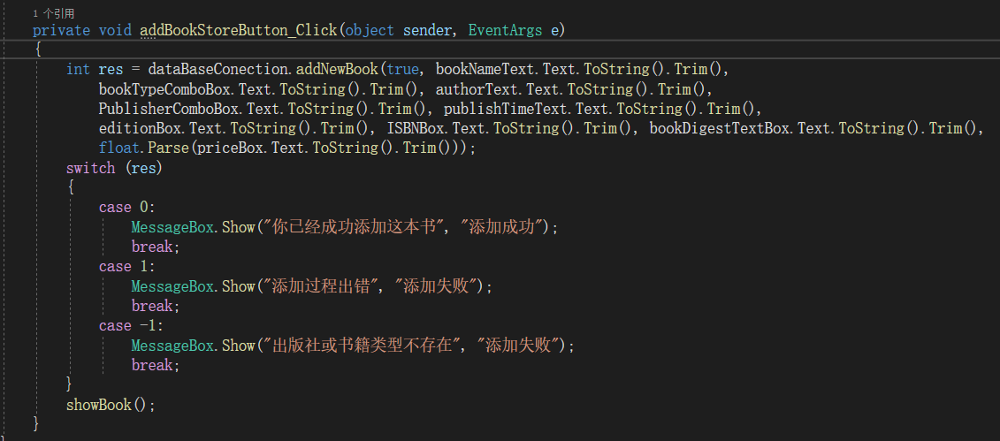 1 个引用
private void addBookStoreButton_Click(object sender, EventArgs e)
{
int res = dataBaseConection.addNewBook(true, bookNameText.Text.ToString().Trim(),
bookTypeComboBox.Text.ToString().Trim(), authorText.Text.ToString().Trim(),
PublisherComboBox.Text.ToString().Trim(), publishTimeText.Text.ToString().Trim(),
editionBox.Text.ToString().Trim(), ISBNBox.Text.ToString().Trim(), bookDigestTextBox.Text.ToString().Trim(),
float.Parse(priceBox.Text.ToString().Trim()));
switch (res)
{
case 0:
MessageBox.Show("你已经成功添加这本书", "添加成功");
break;
case 1:
MessageBox.Show("添加过程出错", "添加失败");
break;
case -1:
MessageBox.Show("出版社或书籍类型不存在", "添加失败");
break;
}
showBook();
}